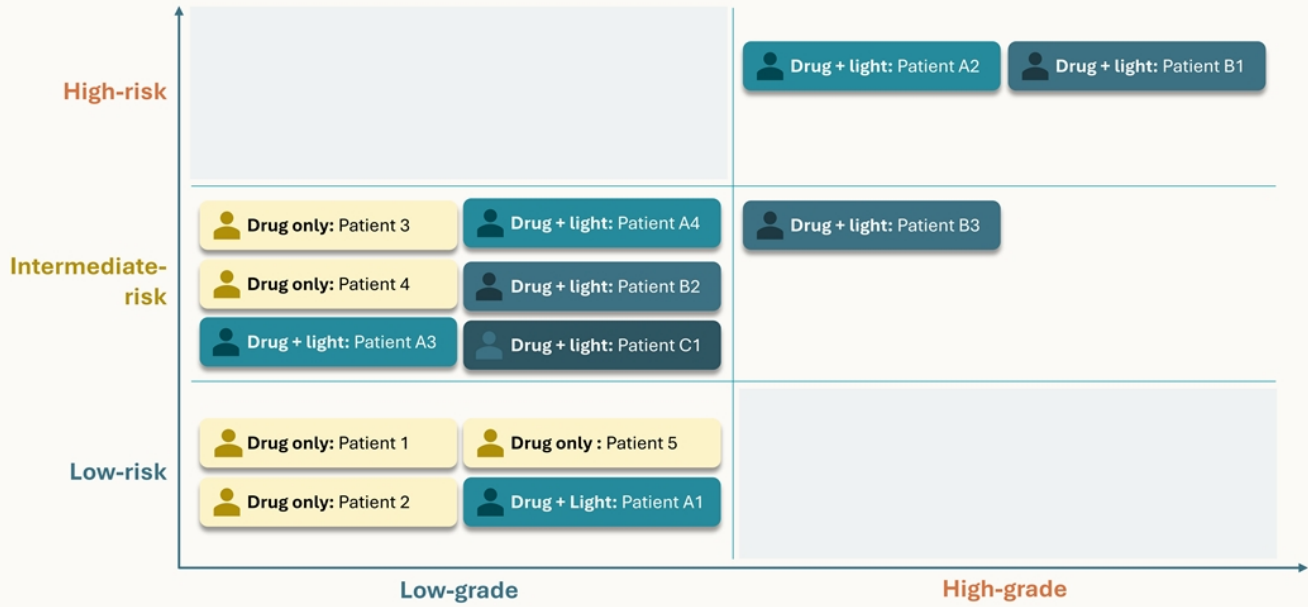 High-risk
Drug + light: Patient A2
Drug + light: Patient B1
Intermediate-
risk
Drug only: Patient 3
Drug + light: Patient A4
Drug + light: Patient B3
Drug only: Patient 4
Drug + light: Patient B2
Drug + light: Patient A3
Drug + light: Patient C1
Low-risk
Drug only: Patient 1
Drug only : Patient 5
Drug only: Patient 2
Drug + Light: Patient A1
Low-grade
High-grade